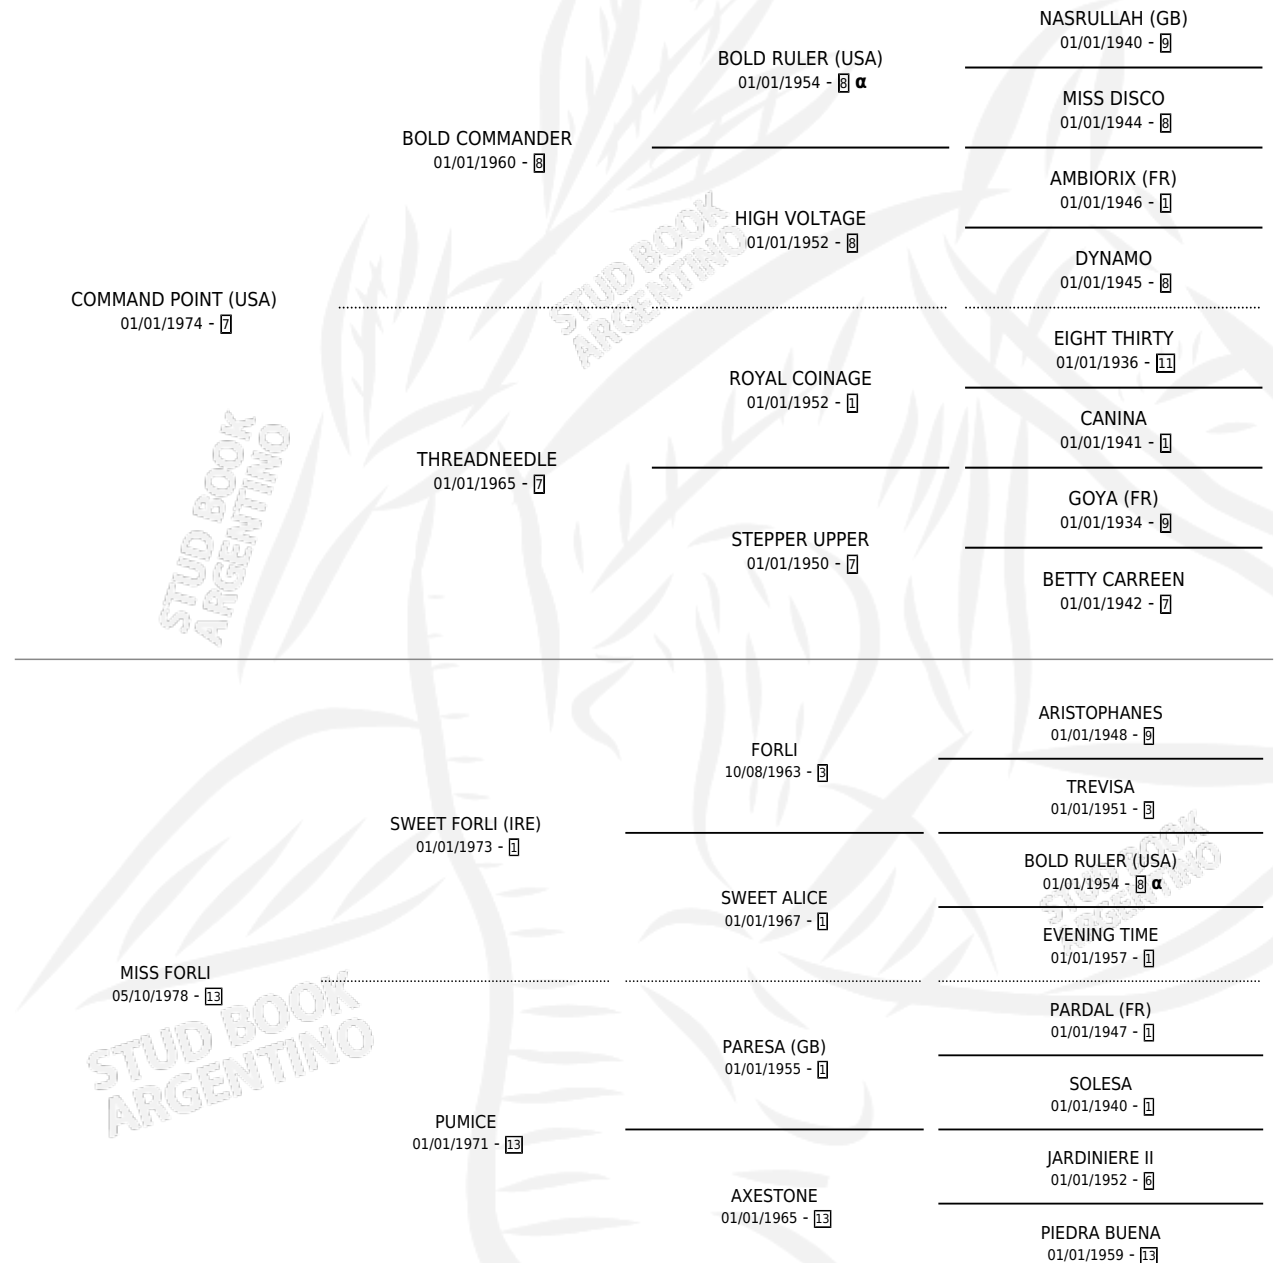 NASRULLAH (GB)
01/01/1940 - 9
BOLD RULER (USA)
01/01/1954 - 8 α
MISS DISCO
01/01/1944 - 8
BOLD COMMANDER
01/01/1960 - 8
AMBIORIX (FR)
01/01/1946 - 1
HIGH VOLTAGE
01/01/1952 - 8
DYNAMO
01/01/1945 - 8
COMMAND POINT (USA)
01/01/1974 - 7
EIGHT THIRTY
01/01/1936 - 11
ROYAL COINAGE
01/01/1952 - 1
CANINA
01/01/1941 - 1
THREADNEEDLE
01/01/1965 - 7
GOYA (FR)
01/01/1934 - 9
STEPPER UPPER
01/01/1950 - 7
BETTY CARREEN
01/01/1942 - 7
ARISTOPHANES
01/01/1948 - 9
FORLI
10/08/1963 - 3
TREVISA
01/01/1951 - 3
SWEET FORLI (IRE)
01/01/1973 - 1
BOLD RULER (USA)
01/01/1954 - 8 α
SWEET ALICE
01/01/1967 - 1
EVENING TIME
01/01/1957 - 1
MISS FORLI
05/10/1978 - 13
PARDAL (FR)
01/01/1947 - 1
PARESA (GB)
01/01/1955 - 1
SOLESA
01/01/1940 - 1
PUMICE
01/01/1971 - 13
JARDINIERE II
01/01/1952 - 6
AXESTONE
01/01/1965 - 13
PIEDRA BUENA
01/01/1959 - 13
STUD BOOK
ARGENTINO
STUD BOOK
ARGENTINO
STUD BOOK
ARGENTINO
STUD BOOK
ARGENTINO